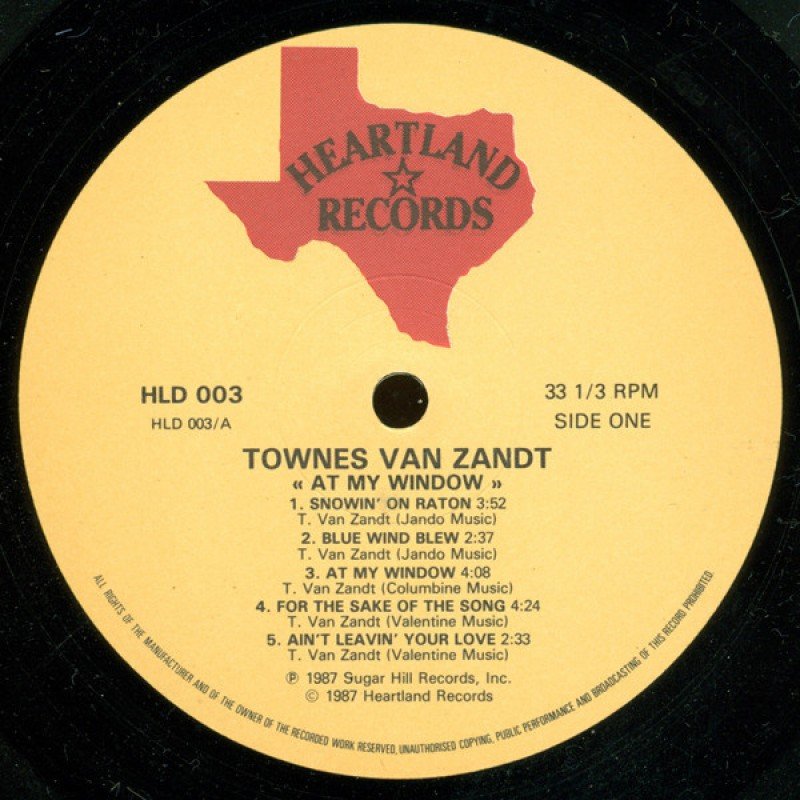 HEARTLAND
RECORDS
HLD 003
33 1/3 RPM
HLD 003/A
SIDE ONE
TOWNES VAN ZANDT
« AT MY WINDOW »
1. SNOWIN' ON RATON 3:52
T. Van Zandt (Jando Music)
2. BLUE WIND BLEW 2:37
T. Van Zandt (Jando Music)
3. AT MY WINDOW 4:08
T. Van Zandt (Columbine Music)
4. FOR THE SAKE OF THE SONG 4:24
T. Van Zandt (Valentine Music)
5. AIN'T LEAVIN' YOUR LOVE 2:33
T. Van Zandt (Valentine Music)
℗ 1987 Sugar Hill Records, Inc.
© 1987 Heartland Records
ALL RIGHTS OF THE MANUFACTURER AND OF THE OWNER OF THE RECORDED WORK RESERVED, UNAUTHORISED COPYING, PUBLIC PERFORMANCE AND BROADCASTING OF THIS RECORD PROHIBITED.